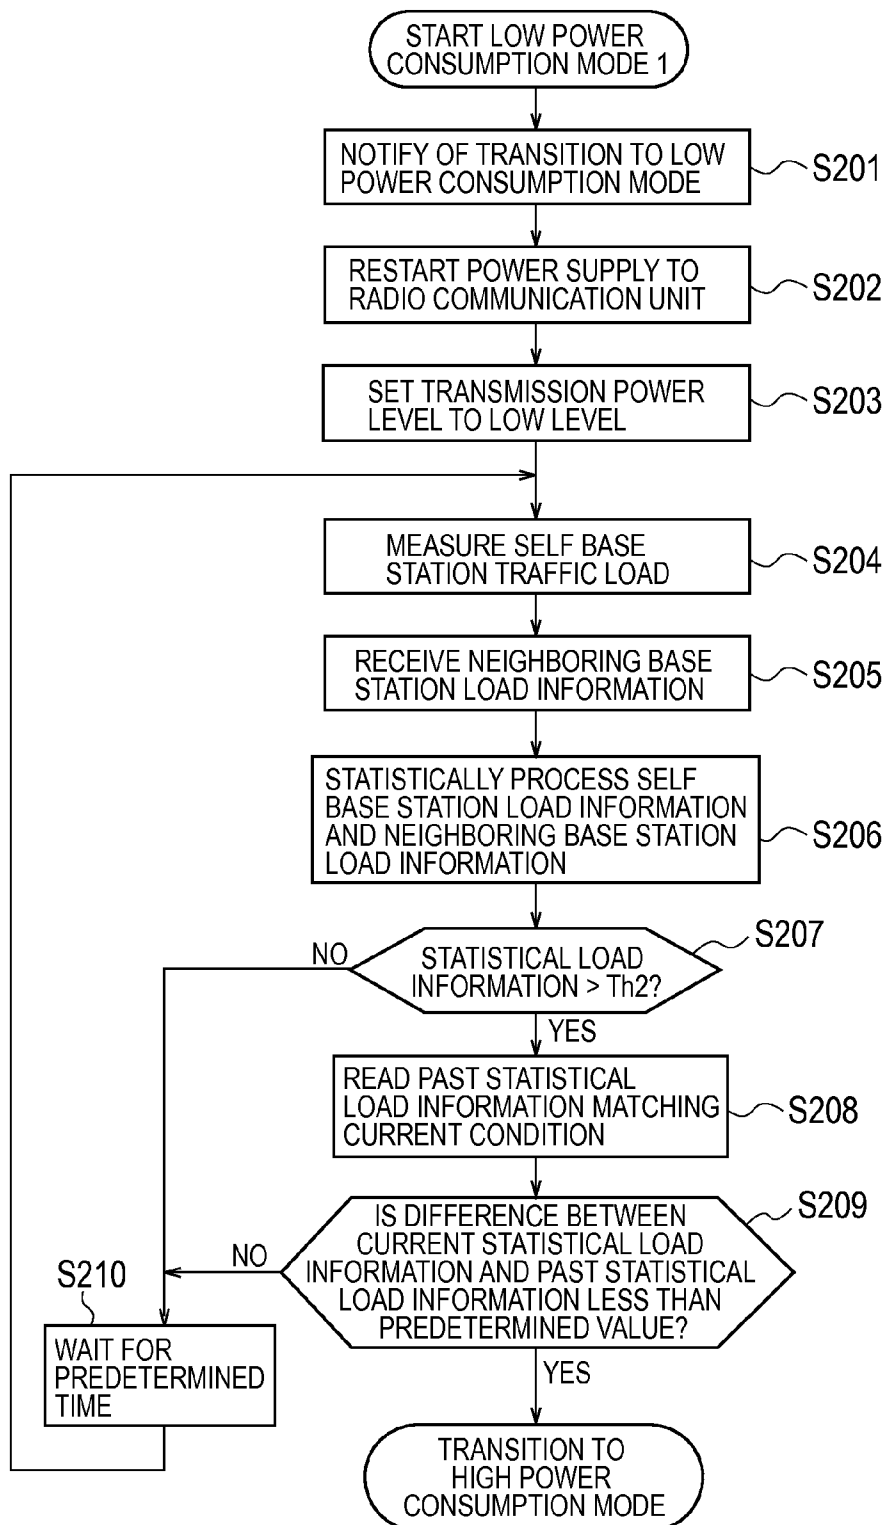 START LOW POWER
CONSUMPTION MODE 1
NOTIFY OF TRANSITION TO LOW
POWER CONSUMPTION MODE
S201
RESTART POWER SUPPLY TO
RADIO COMMUNICATION UNIT
S202
SET TRANSMISSION POWER
LEVEL TO LOW LEVEL
S203
MEASURE SELF BASE
STATION TRAFFIC LOAD
S204
RECEIVE NEIGHBORING BASE
STATION LOAD INFORMATION
S205
STATISTICALLY PROCESS SELF
BASE STATION LOAD INFORMATION
AND NEIGHBORING BASE STATION
LOAD INFORMATION
S206
STATISTICAL LOAD
INFORMATION > Th2?
S207
NO
YES
READ PAST STATISTICAL
LOAD INFORMATION MATCHING
CURRENT CONDITION
S208
IS DIFFERENCE BETWEEN
CURRENT STATISTICAL LOAD
INFORMATION AND PAST STATISTICAL
LOAD INFORMATION LESS THAN
PREDETERMINED VALUE?
S209
NO
YES
S210
WAIT FOR
PREDETERMINED
TIME
TRANSITION TO
HIGH POWER
CONSUMPTION MODE